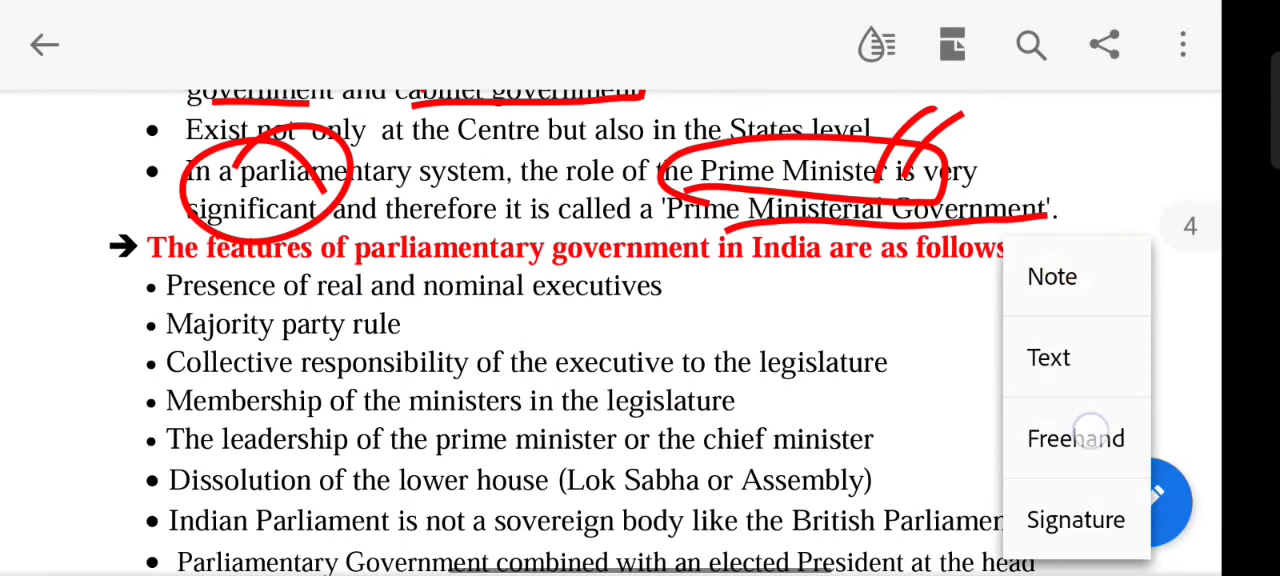 government and cabinet government
• Exist not only at the Centre but also in the States level
• In a parliamentary system, the role of the Prime Minister is very
significant, and therefore it is called a 'Prime Ministerial Government'.
4
➔ The features of parliamentary government in India are as follows
• Presence of real and nominal executives
• Majority party rule
• Collective responsibility of the executive to the legislature
• Membership of the ministers in the legislature
• The leadership of the prime minister or the chief minister
• Dissolution of the lower house (Lok Sabha or Assembly)
• Indian Parliament is not a sovereign body like the British
• Parliamentary Government combined with an elected President at the head
Note
Text
Freehand
Signature